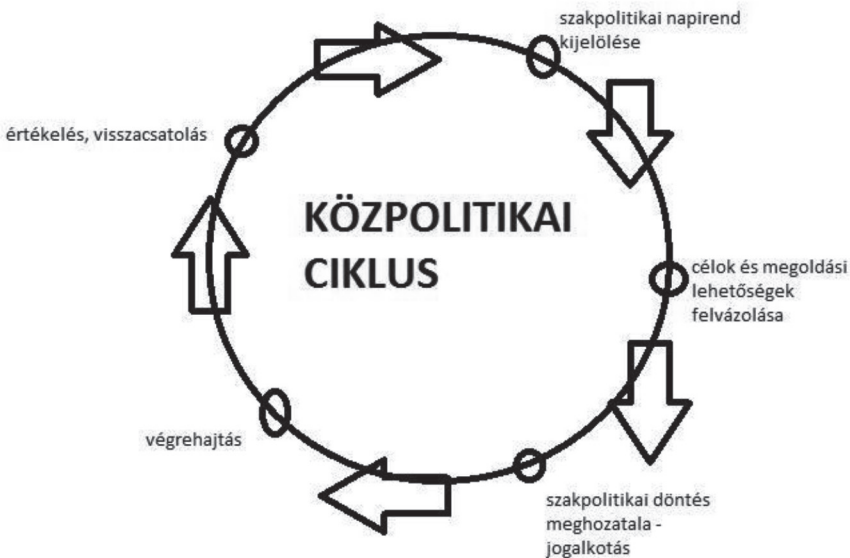 szakpolitikai napirend
kijelölése
értékelés, visszacsatolás
KÖZPOLITIKAI
CIKLUS
célok és megoldási
lehetőségek
felvázolása
végrehajtás
szakpolitikai döntés
meghozatala -
jogalkotás